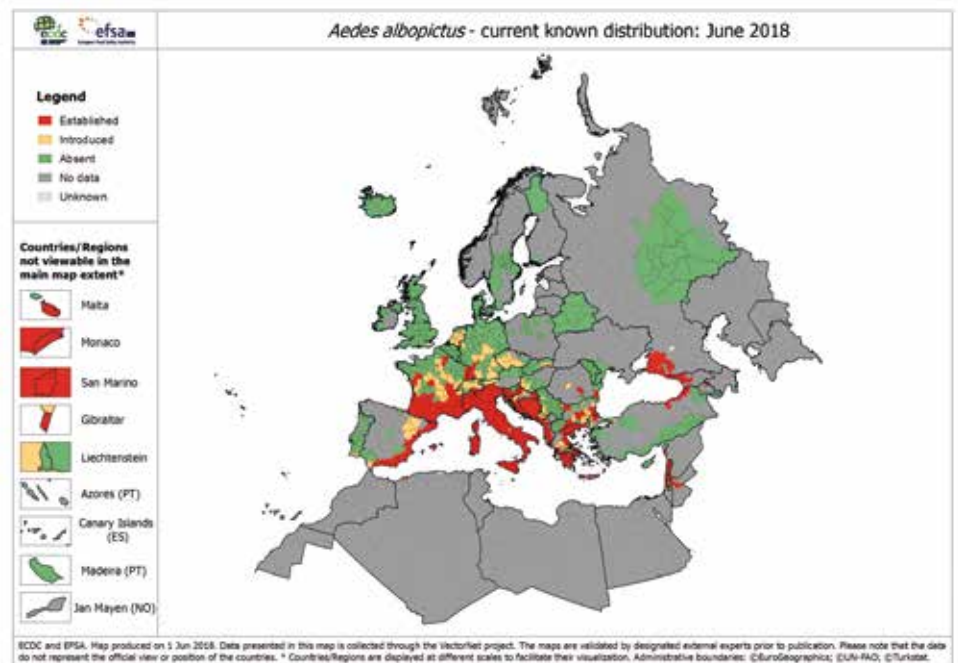 ecdc
efsa
European Food Safety Authority
Aedes albopictus - current known distribution: June 2018
Legend
Established
Introduced
Absent
No data
Unknown
Countries/Regions
not viewable in the
main map extent*
Malta
Monaco
San Marino
Gibraltar
Liechtenstein
Azores (PT)
Canary Islands
(ES)
Madeira (PT)
Jan Mayen (NO)
ECDC and EFSA. Map produced on 1 Jun 2018. Data presented in this map is collected through the VectorNet project. The maps are validated by designated external experts prior to publication. Please note that the data
do not represent the official view or position of the countries. * Countries/Regions are displayed at different scales to facilitate their visualization. Administrative boundaries: ©EuroGeographics; ©UN-FAO; ©Turkstat.